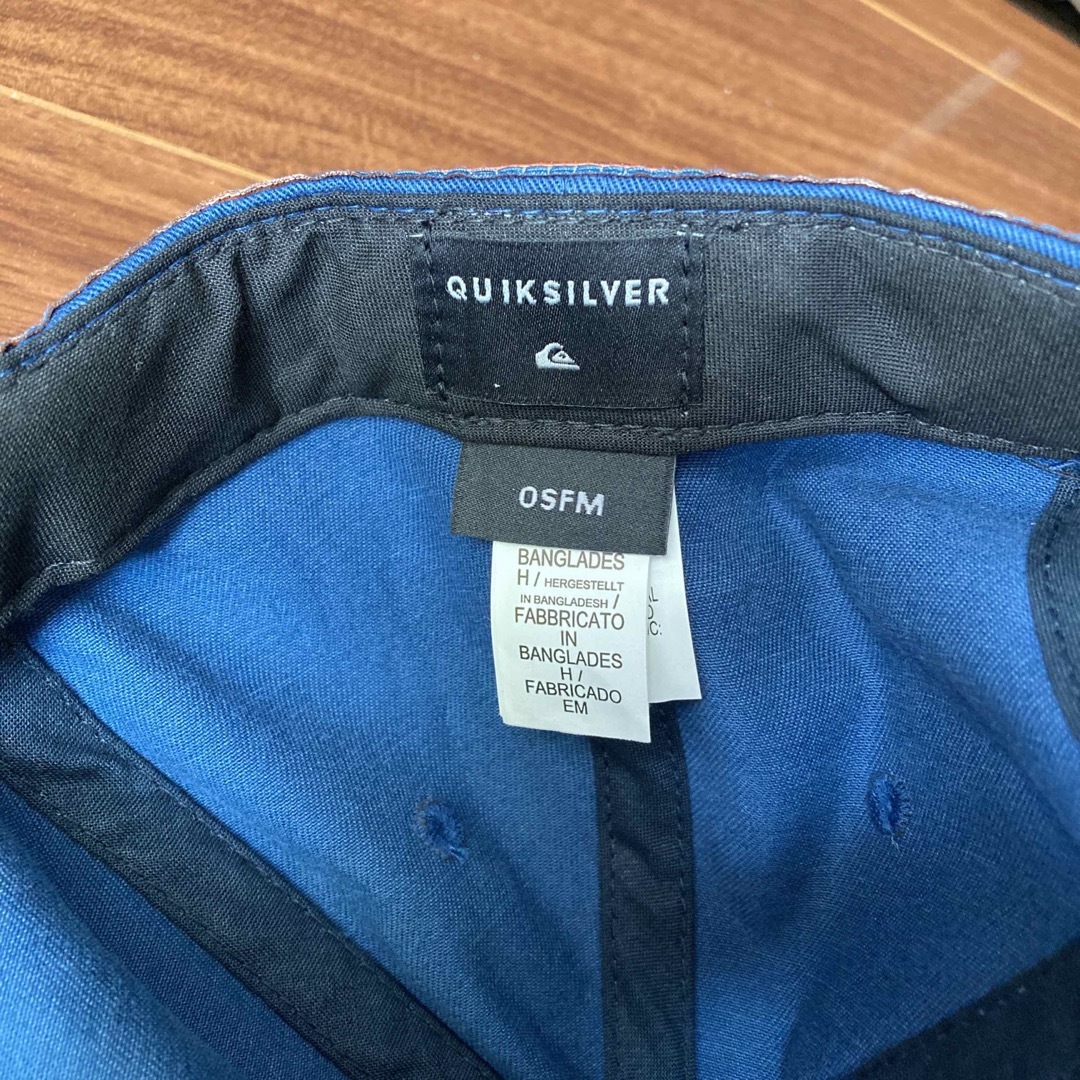 QUIKSILVER
OSFM
BANGLADES
H / HERGESTELLT
IN BANGLADESH /
FABBRICATO
IN
BANGLADES
H /
FABRICADO
EM